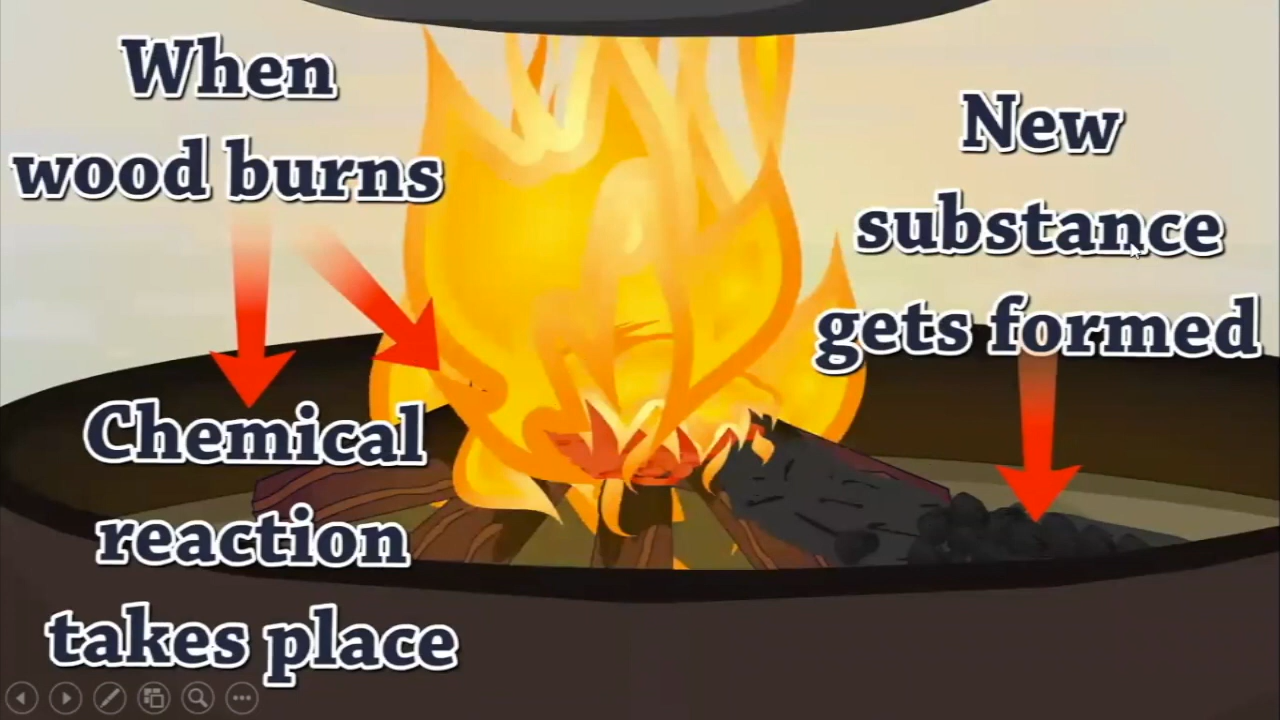 When
wood burns
Chemical
reaction
takes place
New
substance
gets formed